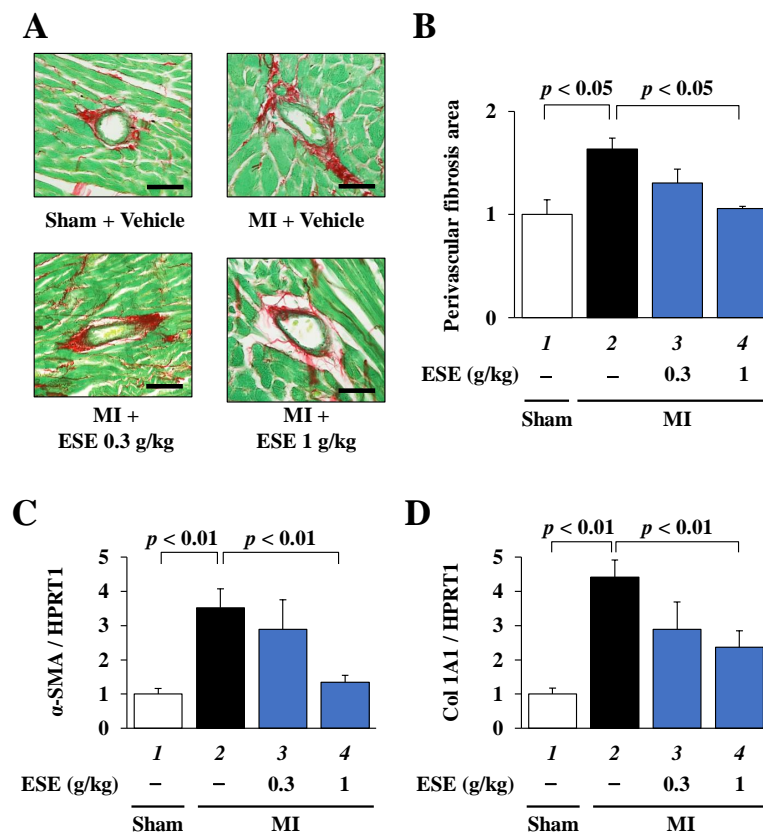 A
Sham + Vehicle
MI + Vehicle
MI +
ESE 0.3 g/kg
MI +
ESE 1 g/kg
B
p < 0.05
p < 0.05
Perivascular fibrosis area
2
1
0
1 2 3 4
ESE (g/kg) – – 0.3 1
Sham MI
C
p < 0.01
p < 0.01
α-SMA / HPRT1
5
4
3
2
1
0
1 2 3 4
ESE (g/kg) – – 0.3 1
Sham MI
D
p < 0.01
p < 0.01
Col 1A1 / HPRT1
5
4
3
2
1
0
1 2 3 4
ESE (g/kg) – – 0.3 1
Sham MI